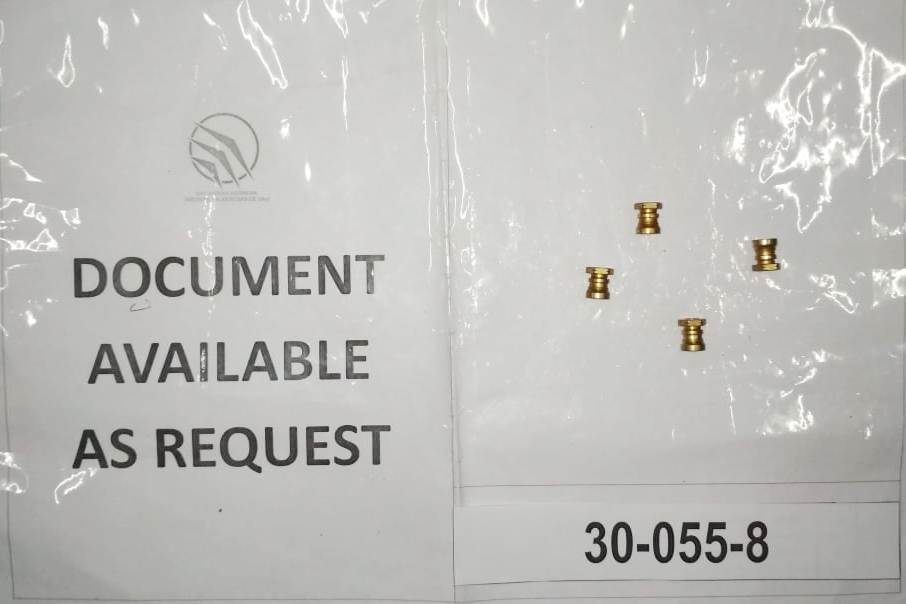 DOCUMENT
AVAILABLE
AS REQUEST
30-055-8